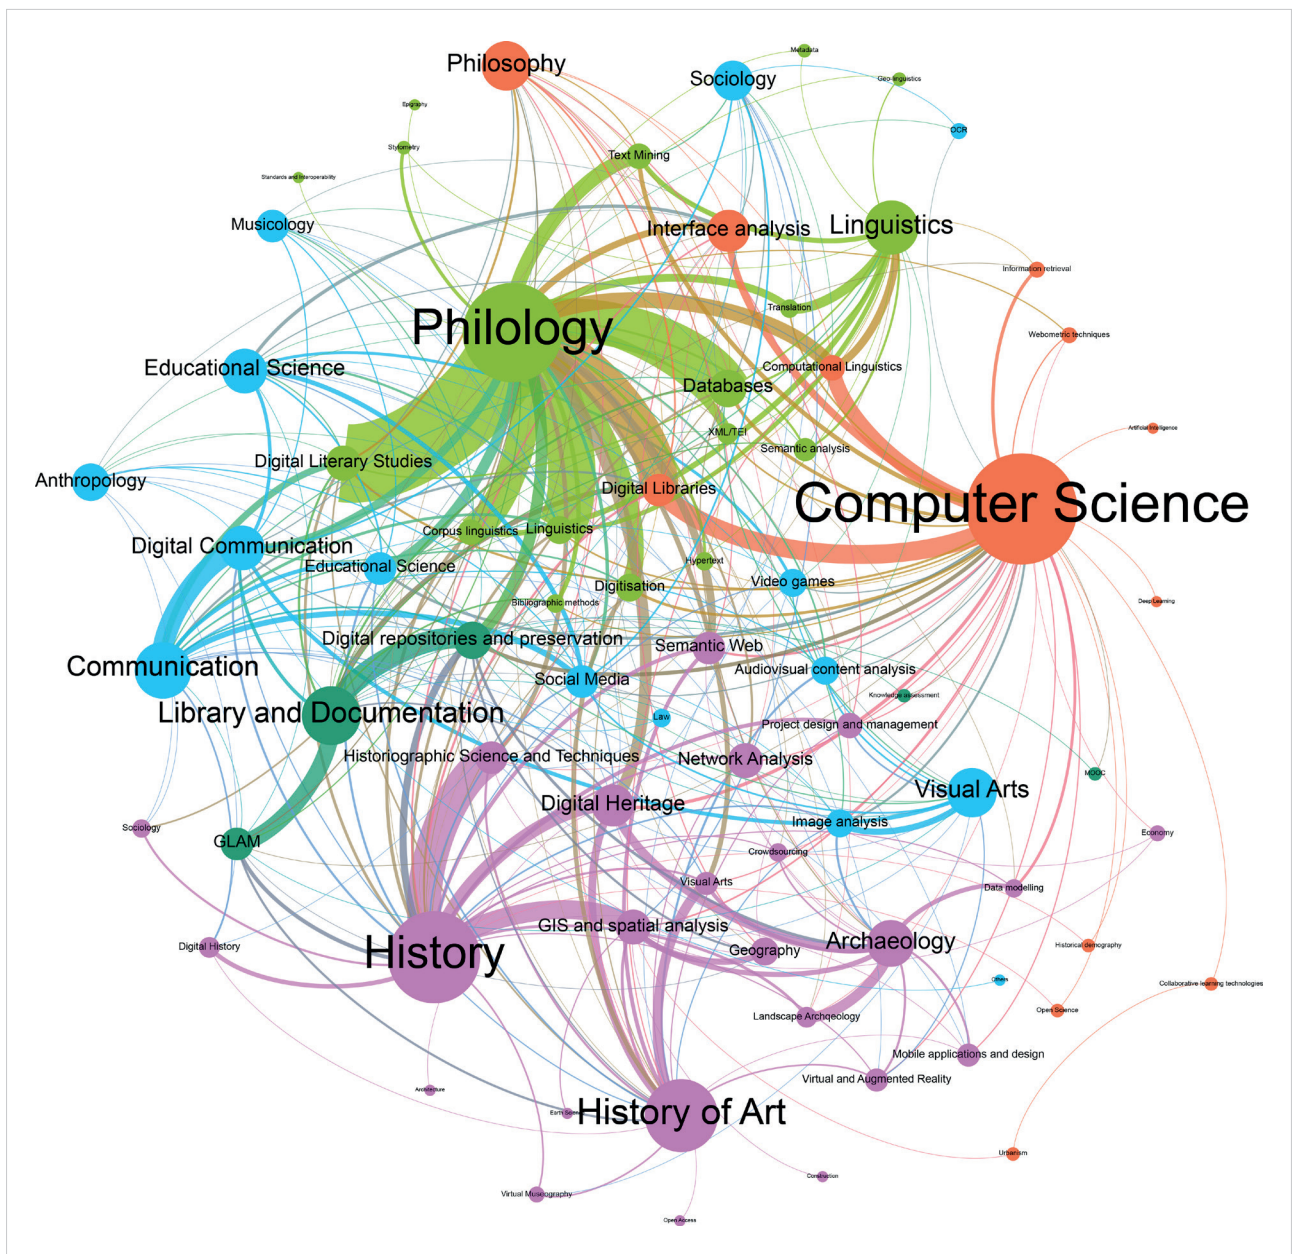 Metadata
Philosophy
Sociology
Geo-linguistics
Epigraphy
OCR
Stylometry
Text Mining
Standards and Interoperability
Musicology
Interface analysis
Linguistics
Information retrieval
Translation
Philology
Webometric techniques
Educational Science
Computational Linguistics
Databases
XML/TEI
Artificial Intelligence
Semantic analysis
Digital Literary Studies
Anthropology
Digital Libraries
Computer Science
Corpus linguistics
Linguistics
Digital Communication
Hypertext
Educational Science
Digitisation
Video games
Bibliographic methods
Deep Learning
Digital repositories and preservation
Semantic Web
Communication
Audiovisual content analysis
Social Media
Knowledge assessment
Library and Documentation
Law
Project design and management
Historiographic Science and Techniques
Network Analysis
MOOC
Visual Arts
Digital Heritage
Image analysis
Sociology
Economy
GLAM
Crowdsourcing
Visual Arts
Data modelling
GIS and spatial analysis
Archaeology
Digital History
History
Geography
Historical demography
Others
Collaborative learning technologies
Open Science
Landscape Archqeology
Mobile applications and design
Virtual and Augmented Reality
Architecture
Earth Science
History of Art
Urbanism
Construction
Virtual Museography
Open Access